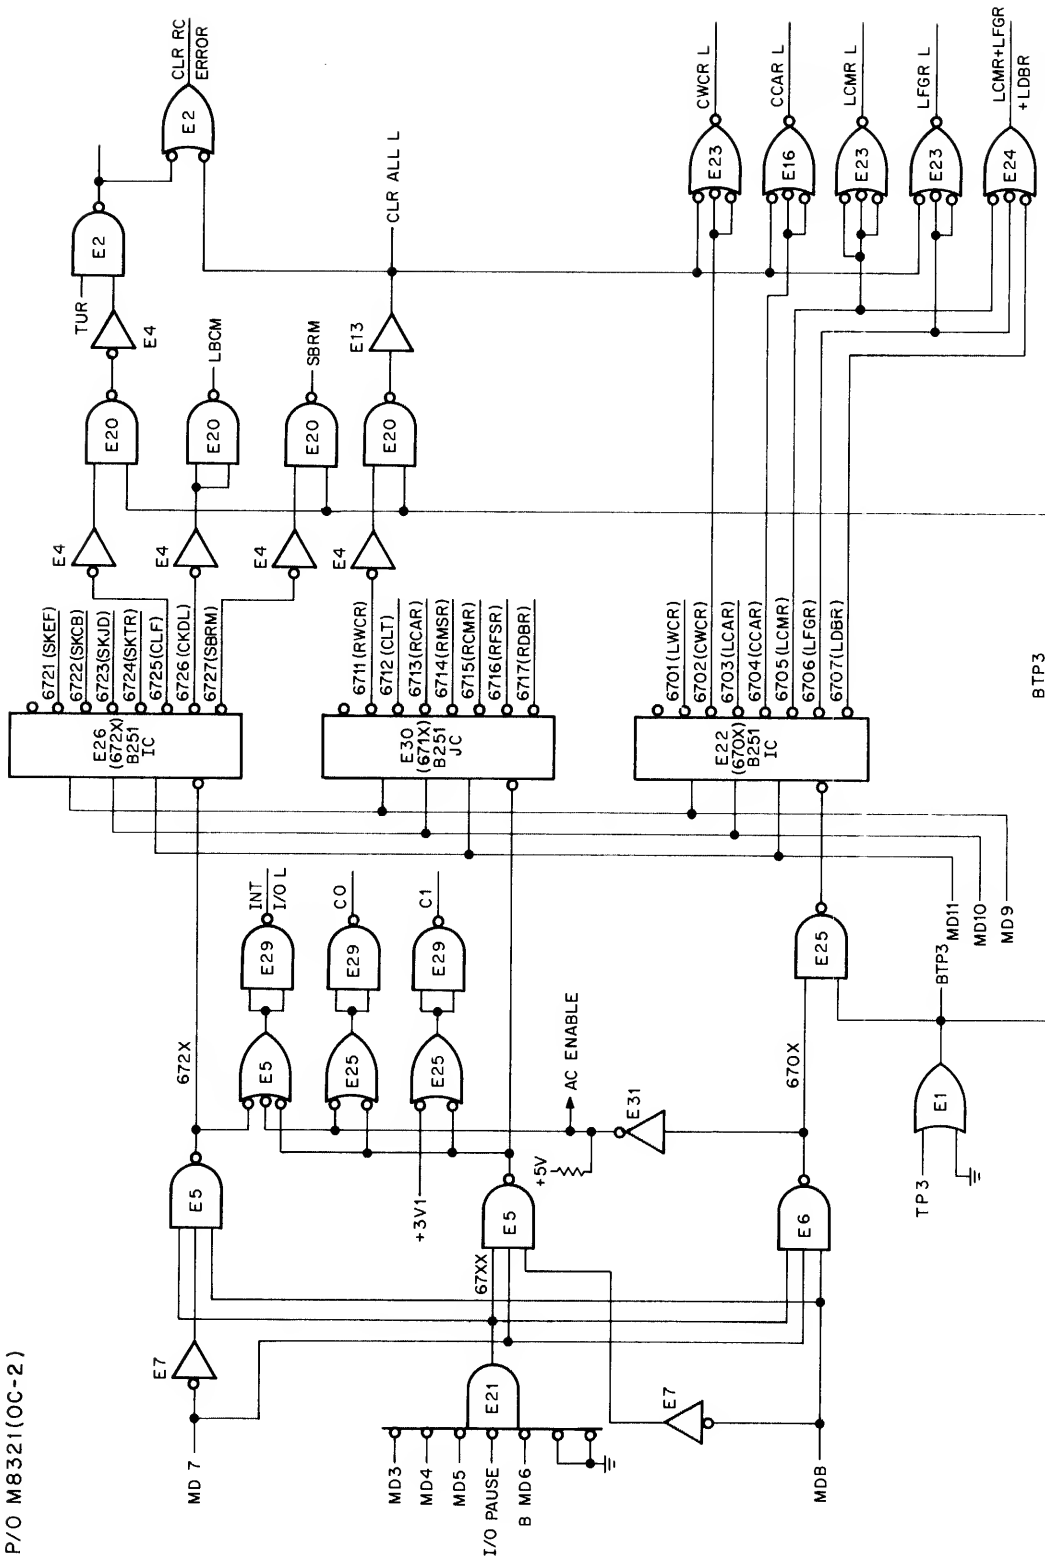 P/O M8321(0C-2)
TUR
E2
E2
CLR RC
ERROR
E4
E4
E20
E4
E20
LBCM
E4
E20
SBRM
E4
E20
E13
CLR ALL L
E26
(672X)
B251
IC
6721(SKEF)
6722(SKCB)
6723(SKJD)
6724(SKTR)
6725(CLF)
6726(CKDL)
6727(SBRM)
E30
(671X)
B251
JC
6711(RWCR)
6712(CLT)
6713(RCAR)
6714(RMSR)
6715(RCMR)
6716(RFSR)
6717(RDBR)
E22
(670X)
B251
IC
6701(LWCR)
6702(CWCR)
6703(LCAR)
6704(CCAR)
6705(LCMR)
6706(LFGR)
6707(LDBR)
E23
CWCR L
E16
CCAR L
E23
LCMR L
E23
LFGR L
E24
LCMR+LFGR
+LDBR
672X
E5
E29
INT
I/O L
E25
E29
C0
E25
E29
C1
+3V1
AC ENABLE
+5V
E31
670X
E25
MD11
MD10
MD9
BTP3
BTP3
MD 7
E7
E5
67XX
E5
E6
E1
TP3
MD3
MD4
MD5
I/O PAUSE
B MD6
E21
E7
MDB